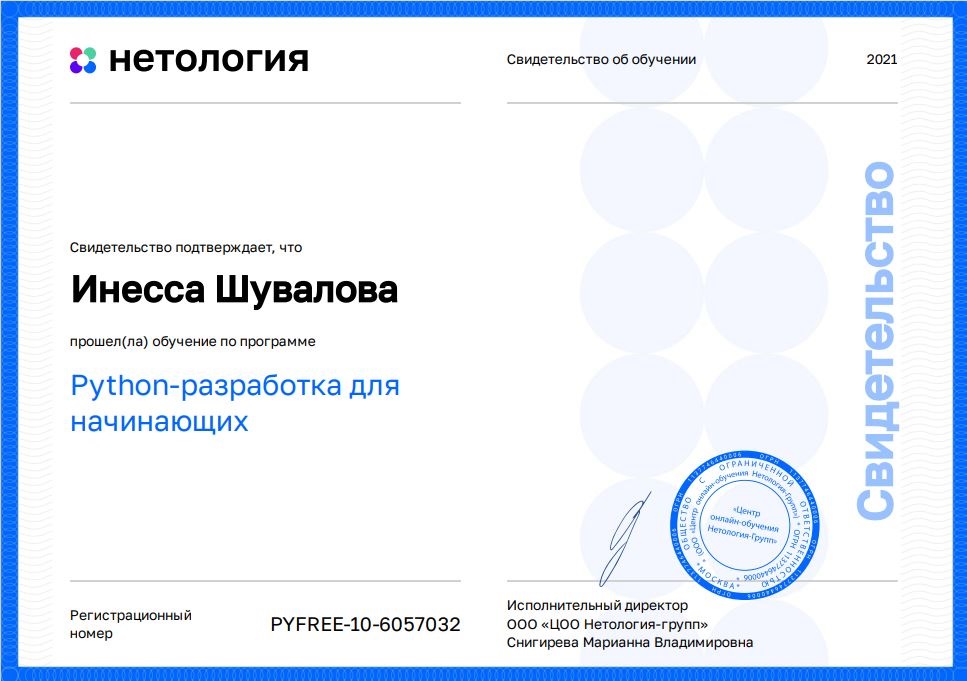 нетология
Свидетельство об обучении
2021
Свидетельство подтверждает, что
Инесса Шувалова
прошел(ла) обучение по программе
Python-разработка для
начинающих
Свидетельство
ОБЩЕСТВО С ОГРАНИЧЕННОЙ ОТВЕТСТВЕННОСТЬЮ
*МОСКВА*
ООО «Центр онлайн-обучения Нетология-Групп»
ОГРН 1137746440006
«Центр
онлайн-обучения
Нетология-Групп»
Регистрационный
номер
PYFREE-10-6057032
Исполнительный директор
ООО «ЦОО Нетология-групп»
Снигирева Марианна Владимировна